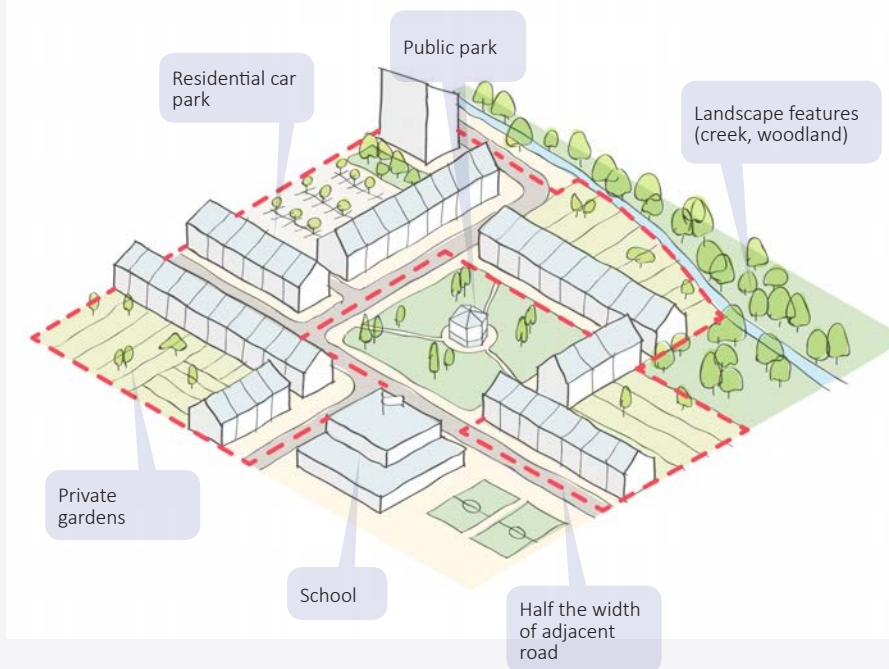 Public park
Residential car
park
Landscape features
(creek, woodland)
Private
gardens
School
Half the width
of adjacent
road